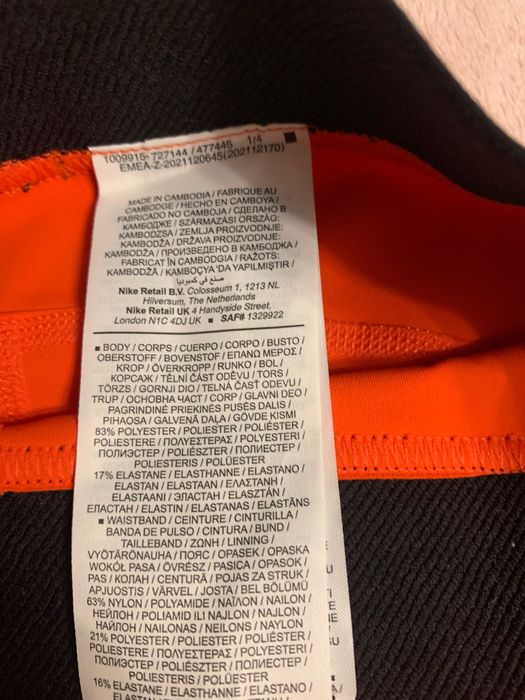 1009915-727144 / 477445 1/4
EMEA-Z-2021120645(202112170)
MADE IN CAMBODIA / FABRIQUE AU
CAMBODGE / HECHO EN CAMBOYA /
FABRICADO NO CAMBOJA / СДЕЛАНО В
КАМБОДЖЕ / SZÁRMAZÁSI ORSZÁG:
KAMBODZSA / ZEMLJA PROIZVODNJE:
KAMBODŽA / DRŽAVA PROIZVODNJE:
KAMBODŽA / ПРОИЗВЕДЕНО В КАМБОДЖА /
FABRICAT ÎN CAMBODGIA / RAŽOTS:
KAMBODŽĀ / KAMBOÇYA 'DA YAPILMIŞTIR /
صنع في كمبوديا
Nike Retail B.V. Colosseum 1, 1213 NL
Hilversum, The Netherlands
Nike Retail UK 4 Handyside Street,
London N1C 4DJ UK ■ SAF# 1329922
■ BODY / CORPS / CUERPO / CORPO / BUSTO /
OBERSTOFF / BOVENSTOF / ΕΠΑΝΩ ΜΕΡΟΣ /
KROP / ÖVERKROPP / RUNKO / BOL /
КОРСАЖ / TĚLNI ČÁST ODĚVU / TORS /
TÖRZS / GORNJI DIO / TELNÁ ČASŤ ODEVU /
TRUP / ОСНОВНА ЧАСТ / CORP / GLAVNI DEO /
PAGRINDINĖ PRIEKINĖS PUSĖS DALIS /
PIHAOSA / GALVENĀ DAĻA / GÖVDE KISMI
83% POLYESTER / POLIESTER / POLIÉSTER /
POLIESTERE / ΠΟΛΥΕΣΤΕΡΑΣ / POLYESTERI /
ПОЛИЭСТЕР / POLIÉSZTER / ПОЛИЕСТЕР /
POLIESTERIS / POLÜESTER
17% ELASTANE / ELASTHANNE / ELASTANO /
ELASTAN / ELASTAAN / ΕΛΑΣΤΑΝΗ /
ELASTAANI / ЭЛАСТАН / ELASZTÁN /
ЕЛАСТАН / ELASTIN / ELASTANAS / ELASTĀNS
■ WAISTBAND / CEINTURE / CINTURILLA /
BANDA DE PULSO / CINTURA / BUND /
TAILLEBAND / ΖΩΝΗ / LINNING /
VYÖTÄRÖNAUHA / ПОЯС / OPASEK / OPASKA
WOKÓŁ PASA / ÖVRÉSZ / PASICA / OPASOK /
PAS / КОЛАН / CENTURĂ / POJAS ZA STRUK /
APJUOSTIS / VÄRVEL / JOSTA / BEL BÖLÜMÜ
63% NYLON / POLYAMIDE / ΝΑΪΛΟΝ / NAILON /
НЕЙЛОН / POLIAMID ILI NAJLON / NAJLON /
НАЙЛОН / NAILONAS / NEILONS / NAYLON
21% POLYESTER / POLIESTER / POLIÉSTER /
POLIESTERE / ΠΟΛΥΕΣΤΕΡΑΣ / POLYESTERI /
ПОЛИЭСТЕР / POLIÉSZTER / ПОЛИЕСТЕР /
POLIESTERIS / POLÜESTER
16% ELASTANE / ELASTHANNE / ELASTANO /